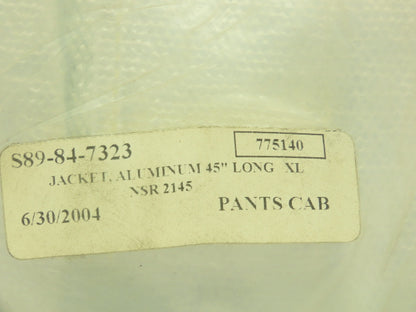 S89-84-7323 775140
JACKET, ALUMINUM 45" LONG XL
NSR 2145
6/30/2004 PANTS CAB